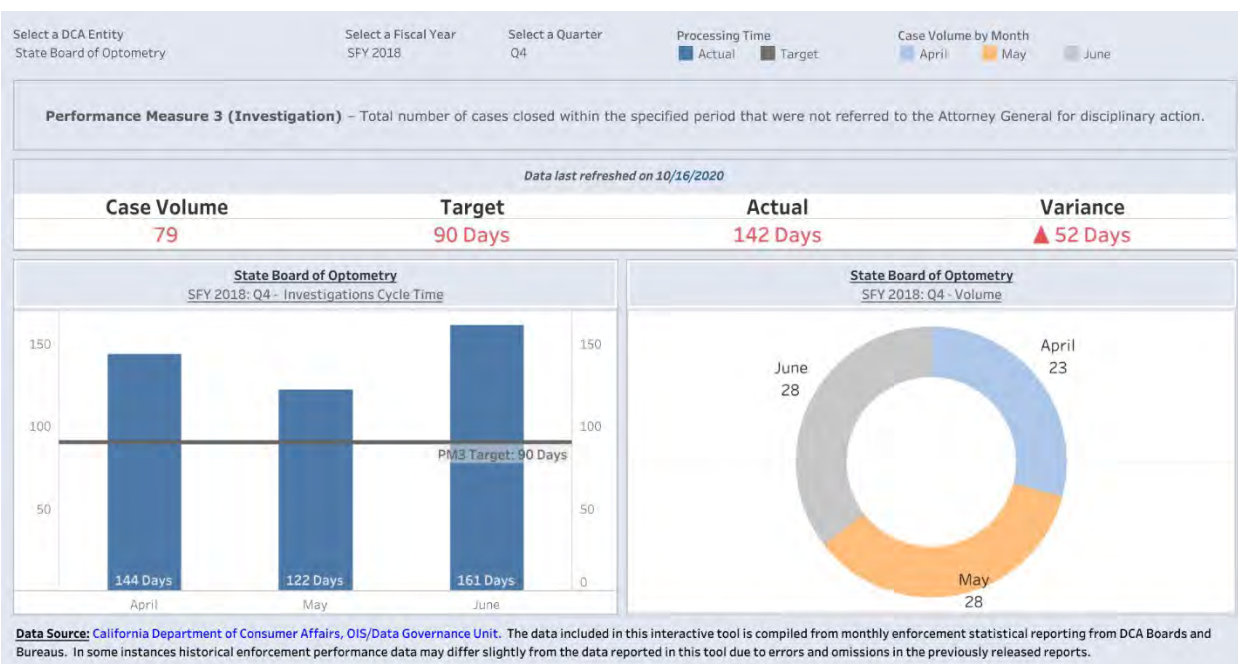 Select a DCA Entity
State Board of Optometry
Select a Fiscal Year
SFY 2018
Select a Quarter
Q4
Processing Time
Actual Target
Case Volume by Month
April May June
Performance Measure 3 (Investigation) – Total number of cases closed within the specified period that were not referred to the Attorney General for disciplinary action.
Data last refreshed on 10/16/2020
Case Volume Target Actual Variance
79 90 Days 142 Days ▲ 52 Days
State Board of Optometry
SFY 2018: Q4 - Investigations Cycle Time
150 150
100 100
PM3 Target: 90 Days
50 50
144 Days 122 Days 161 Days 0
April May June
State Board of Optometry
SFY 2018: Q4 - Volume
April
23
June
28
May
28
Data Source: California Department of Consumer Affairs, OIS/Data Governance Unit. The data included in this interactive tool is compiled from monthly enforcement statistical reporting from DCA Boards and
Bureaus. In some instances historical enforcement performance data may differ slightly from the data reported in this tool due to errors and omissions in the previously released reports.